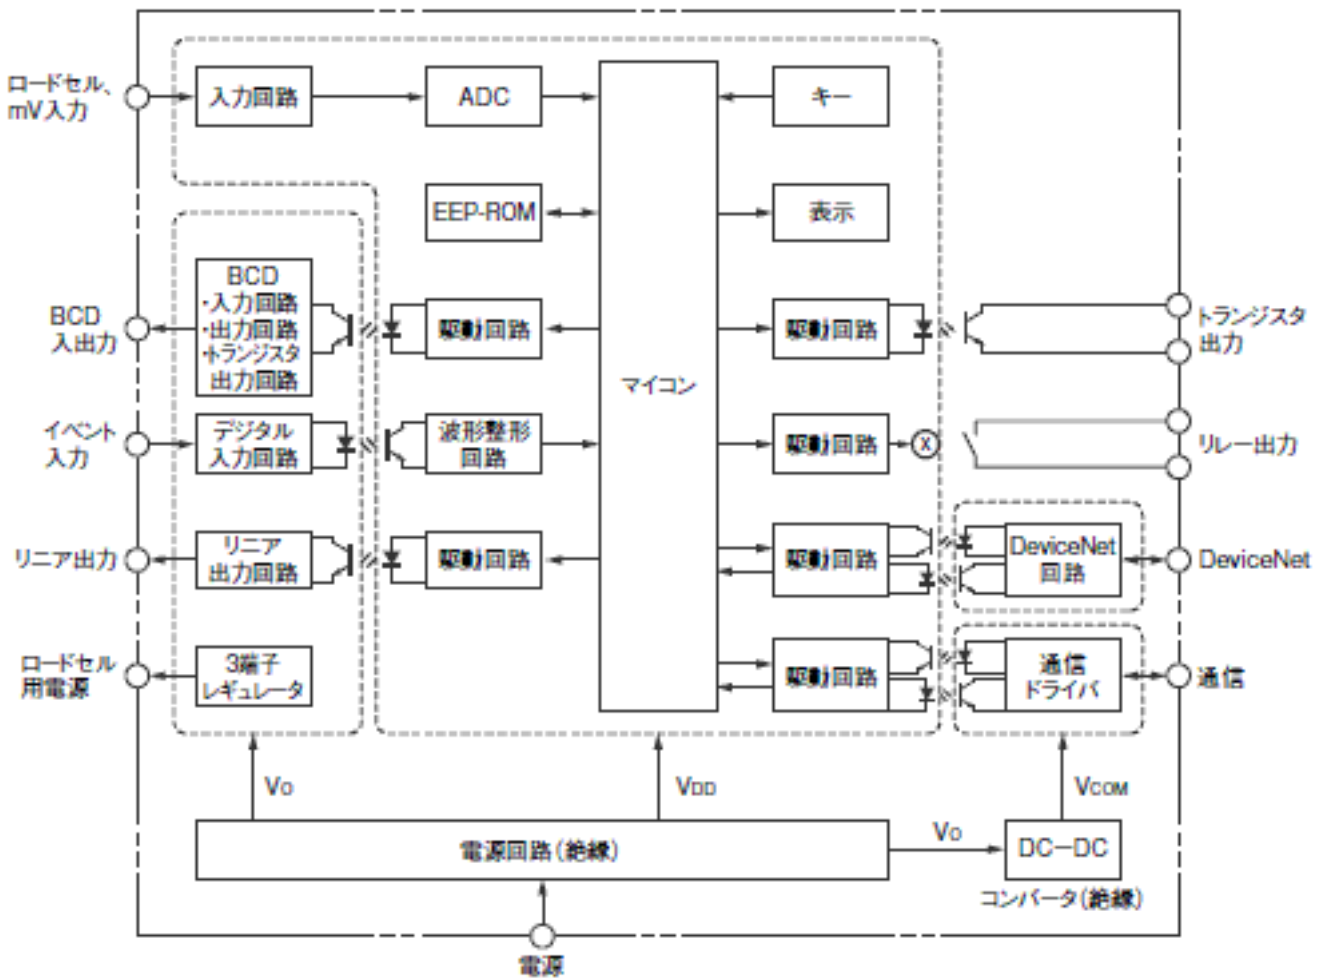 ロードセル、
mV入力
入力回路
ADC
キー
EEP-ROM
表示
BCD
入出力
BCD
・入力回路
・出力回路
・トランジスタ
出力回路
駆動回路
マイコン
駆動回路
トランジスタ
出力
イベント
入力
デジタル
入力回路
波形整形
回路
駆動回路
X
リレー出力
リニア出力
リニア
出力回路
駆動回路
駆動回路
DeviceNet
回路
DeviceNet
ロードセル
用電源
3端子
レギュレータ
駆動回路
通信
ドライバ
通信
VO
VDD
VCOM
電源回路(絶縁)
VO
DC-DC
コンバータ(絶縁)
電源